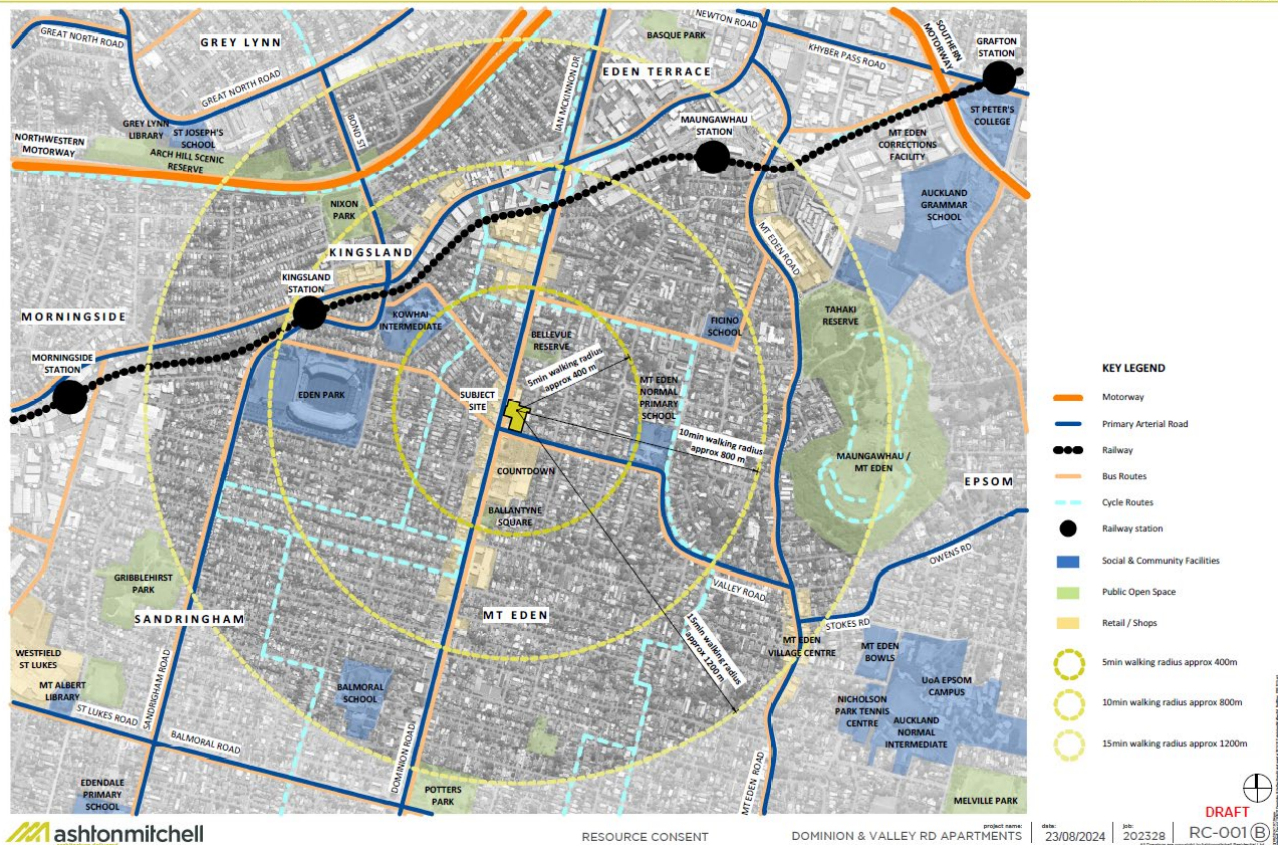 GREAT NORTH ROAD
GREY LYNN
GREAT NORTH ROAD
GREY LYNN
LIBRARY
ST JOSEPH'S
SCHOOL
ARCH HILL SCENIC
RESERVE
NORTHWESTERN
MOTORWAY
BOND ST
IAN MCKINNON DR
NEWTON ROAD
BASQUE PARK
EDEN TERRACE
KHYBER PASS ROAD
SOUTHERN
MOTORWAY
GRAFTON
STATION
ST PETER'S
COLLEGE
MAUNGAWHAU
STATION
MT EDEN
CORRECTIONS
FACILITY
AUCKLAND
GRAMMAR
SCHOOL
NIXON
PARK
KINGSLAND
KINGSLAND
STATION
MT EDEN ROAD
MORNINGSIDE
MORNINGSIDE
STATION
KOWHAI
INTERMEDIATE
BELLEVUE
RESERVE
FICINO
SCHOOL
TAHAKI
RESERVE
5min walking radius
approx 400 m
EDEN PARK
SUBJECT
SITE
MT EDEN
NORMAL
PRIMARY
SCHOOL
10min walking radius
approx 800 m
MAUNGAWHAU /
MT EDEN
EPSOM
COUNTDOWN
BALLANTYNE
SQUARE
OWENS RD
GRIBBLEHIRST
PARK
SANDRINGHAM
MT EDEN
VALLEY ROAD
STOKES RD
15min walking radius
approx 1200 m
MT EDEN
VILLAGE CENTRE
MT EDEN
BOWLS
WESTFIELD
ST LUKES
MT ALBERT
LIBRARY
SANDRIGHAM ROAD
ST LUKES ROAD
BALMORAL ROAD
BALMORAL
SCHOOL
UoA EPSOM
CAMPUS
NICHOLSON
PARK TENNIS
CENTRE
AUCKLAND
NORMAL
INTERMEDIATE
DOMINION ROAD
EDENDALE
PRIMARY
SCHOOL
POTTERS
PARK
MT EDEN ROAD
MELVILLE PARK
KEY LEGEND
Motorway
Primary Arterial Road
Railway
Bus Routes
Cycle Routes
Railway station
Social & Community Facilities
Public Open Space
Retail / Shops
5min walking radius approx 400m
10min walking radius approx 800m
15min walking radius approx 1200m
DRAFT
ashtonmitchell
RESOURCE CONSENT
project name:
DOMINION & VALLEY RD APARTMENTS
date:
23/08/2024
job:
202328
RC-001 B